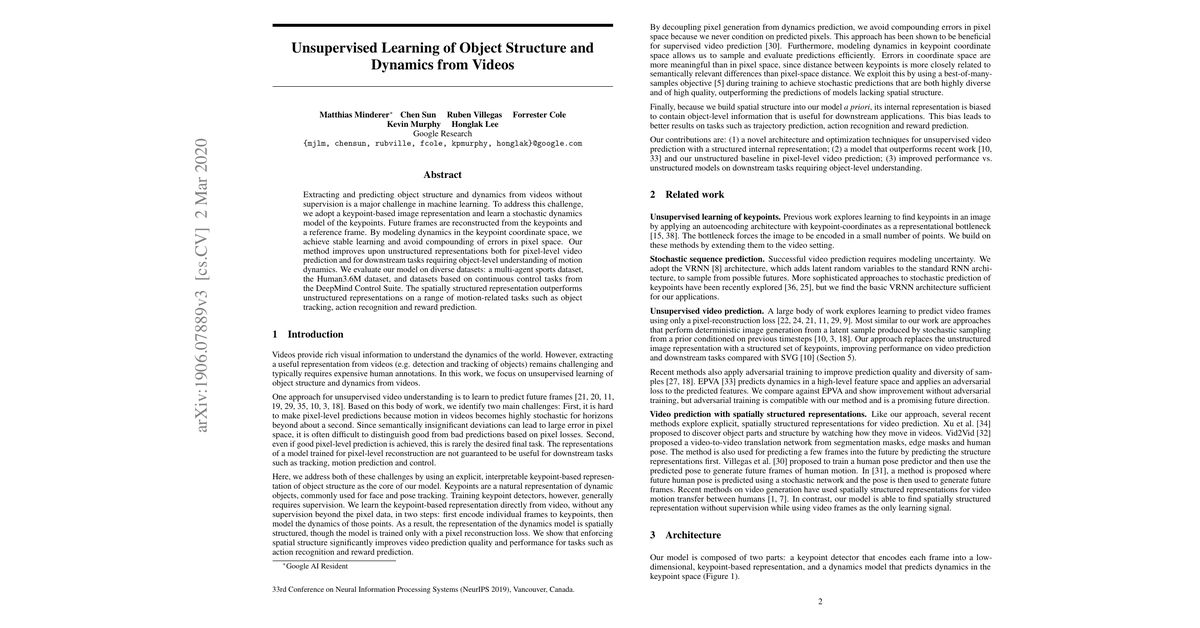 arXiv:1906.07889v3 [cs.CV] 2 Mar 2020
Unsupervised Learning of Object Structure and
Dynamics from Videos
Matthias Minderer* Chen Sun Ruben Villegas Forrester Cole
Kevin Murphy Honglak Lee
Google Research
{mjlm, chensun, rubville, fcole, kpmurphy, honglak}@google.com
Abstract
Extracting and predicting object structure and dynamics from videos without
supervision is a major challenge in machine learning. To address this challenge,
we adopt a keypoint-based image representation and learn a stochastic dynamics
model of the keypoints. Future frames are reconstructed from the keypoints and
a reference frame. By modeling dynamics in the keypoint coordinate space, we
achieve stable learning and avoid compounding of errors in pixel space. Our
method improves upon unstructured representations both for pixel-level video
prediction and for downstream tasks requiring object-level understanding of motion
dynamics. We evaluate our model on diverse datasets: a multi-agent sports dataset,
the Human3.6M dataset, and datasets based on continuous control tasks from
the DeepMind Control Suite. The spatially structured representation outperforms
unstructured representations on a range of motion-related tasks such as object
tracking, action recognition and reward prediction.
1 Introduction
Videos provide rich visual information to understand the dynamics of the world. However, extracting
a useful representation from videos (e.g. detection and tracking of objects) remains challenging and
typically requires expensive human annotations. In this work, we focus on unsupervised learning of
object structure and dynamics from videos.
One approach for unsupervised video understanding is to learn to predict future frames [21, 20, 11,
19, 29, 35, 10, 3, 18]. Based on this body of work, we identify two main challenges: First, it is hard
to make pixel-level predictions because motion in videos becomes highly stochastic for horizons
beyond about a second. Since semantically insignificant deviations can lead to large error in pixel
space, it is often difficult to distinguish good from bad predictions based on pixel losses. Second,
even if good pixel-level prediction is achieved, this is rarely the desired final task. The representations
of a model trained for pixel-level reconstruction are not guaranteed to be useful for downstream tasks
such as tracking, motion prediction and control.
Here, we address both of these challenges by using an explicit, interpretable keypoint-based represen-
tation of object structure as the core of our model. Keypoints are a natural representation of dynamic
objects, commonly used for face and pose tracking. Training keypoint detectors, however, generally
requires supervision. We learn the keypoint-based representation directly from video, without any
supervision beyond the pixel data, in two steps: first encode individual frames to keypoints, then
model the dynamics of those points. As a result, the representation of the dynamics model is spatially
structured, though the model is trained only with a pixel reconstruction loss. We show that enforcing
spatial structure significantly improves video prediction quality and performance for tasks such as
action recognition and reward prediction.
*Google AI Resident
33rd Conference on Neural Information Processing Systems (NeurIPS 2019), Vancouver, Canada.
By decoupling pixel generation from dynamics prediction, we avoid compounding errors in pixel
space because we never condition on predicted pixels. This approach has been shown to be beneficial
for supervised video prediction [30]. Furthermore, modeling dynamics in keypoint coordinate
space allows us to sample and evaluate predictions efficiently. Errors in coordinate space are
more meaningful than in pixel space, since distance between keypoints is more closely related to
semantically relevant differences than pixel-space distance. We exploit this by using a best-of-many-
samples objective [5] during training to achieve stochastic predictions that are both highly diverse
and of high quality, outperforming the predictions of models lacking spatial structure.
Finally, because we build spatial structure into our model a priori, its internal representation is biased
to contain object-level information that is useful for downstream applications. This bias leads to
better results on tasks such as trajectory prediction, action recognition and reward prediction.
Our contributions are: (1) a novel architecture and optimization techniques for unsupervised video
prediction with a structured internal representation; (2) a model that outperforms recent work [10,
33] and our unstructured baseline in pixel-level video prediction; (3) improved performance vs.
unstructured models on downstream tasks requiring object-level understanding.
2 Related work
Unsupervised learning of keypoints. Previous work explores learning to find keypoints in an image
by applying an autoencoding architecture with keypoint-coordinates as a representational bottleneck
[15, 38]. The bottleneck forces the image to be encoded in a small number of points. We build on
these methods by extending them to the video setting.
Stochastic sequence prediction. Successful video prediction requires modeling uncertainty. We
adopt the VRNN [8] architecture, which adds latent random variables to the standard RNN archi-
tecture, to sample from possible futures. More sophisticated approaches to stochastic prediction of
keypoints have been recently explored [36, 25], but we find the basic VRNN architecture sufficient
for our applications.
Unsupervised video prediction. A large body of work explores learning to predict video frames
using only a pixel-reconstruction loss [22, 24, 21, 11, 29, 9]. Most similar to our work are approaches
that perform deterministic image generation from a latent sample produced by stochastic sampling
from a prior conditioned on previous timesteps [10, 3, 18]. Our approach replaces the unstructured
image representation with a structured set of keypoints, improving performance on video prediction
and downstream tasks compared with SVG [10] (Section 5).
Recent methods also apply adversarial training to improve prediction quality and diversity of sam-
ples [27, 18]. EPVA [33] predicts dynamics in a high-level feature space and applies an adversarial
loss to the predicted features. We compare against EPVA and show improvement without adversarial
training, but adversarial training is compatible with our method and is a promising future direction.
Video prediction with spatially structured representations. Like our approach, several recent
methods explore explicit, spatially structured representations for video prediction. Xu et al. [34]
proposed to discover object parts and structure by watching how they move in videos. Vid2Vid [32]
proposed a video-to-video translation network from segmentation masks, edge masks and human
pose. The method is also used for predicting a few frames into the future by predicting the structure
representations first. Villegas et al. [30] proposed to train a human pose predictor and then use the
predicted pose to generate future frames of human motion. In [31], a method is proposed where
future human pose is predicted using a stochastic network and the pose is then used to generate future
frames. Recent methods on video generation have used spatially structured representations for video
motion transfer between humans [1, 7]. In contrast, our model is able to find spatially structured
representation without supervision while using video frames as the only learning signal.
3 Architecture
Our model is composed of two parts: a keypoint detector that encodes each frame into a low-
dimensional, keypoint-based representation, and a dynamics model that predicts dynamics in the
keypoint space (Figure 1).
2